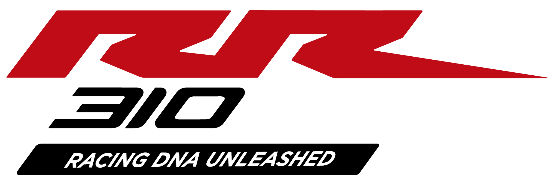 RR
310
RACING DNA UNLEASHED